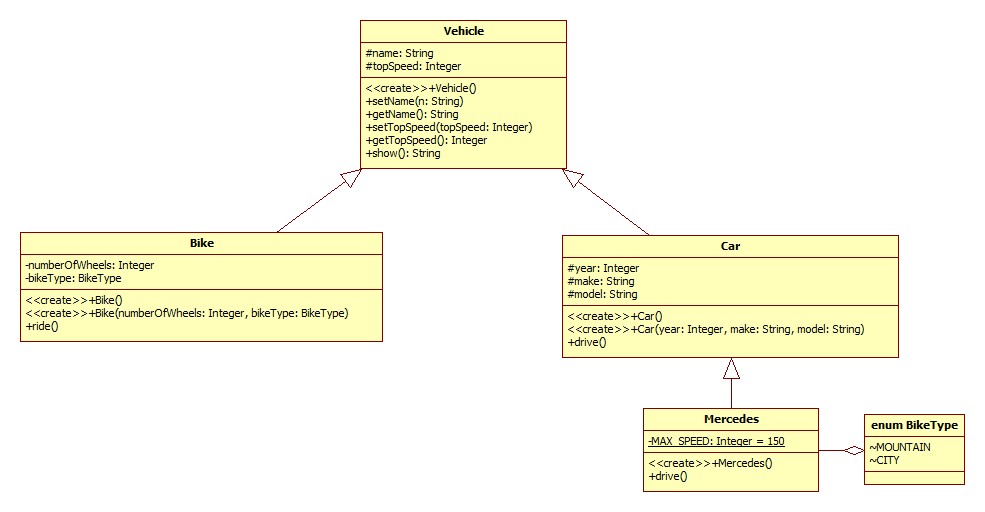 Vehicle
#name: String
#topSpeed: Integer
<<create>>+Vehicle()
+setName(n: String)
+getName(): String
+setTopSpeed(topSpeed: Integer)
+getTopSpeed(): Integer
+show(): String
Bike
-numberOfWheels: Integer
-bikeType: BikeType
<<create>>+Bike()
<<create>>+Bike(numberOfWheels: Integer, bikeType: BikeType)
+ride()
Car
#year: Integer
#make: String
#model: String
<<create>>+Car()
<<create>>+Car(year: Integer, make: String, model: String)
+drive()
Mercedes
-MAX_SPEED: Integer = 150
<<create>>+Mercedes()
+drive()
enum BikeType
~MOUNTAIN
~CITY